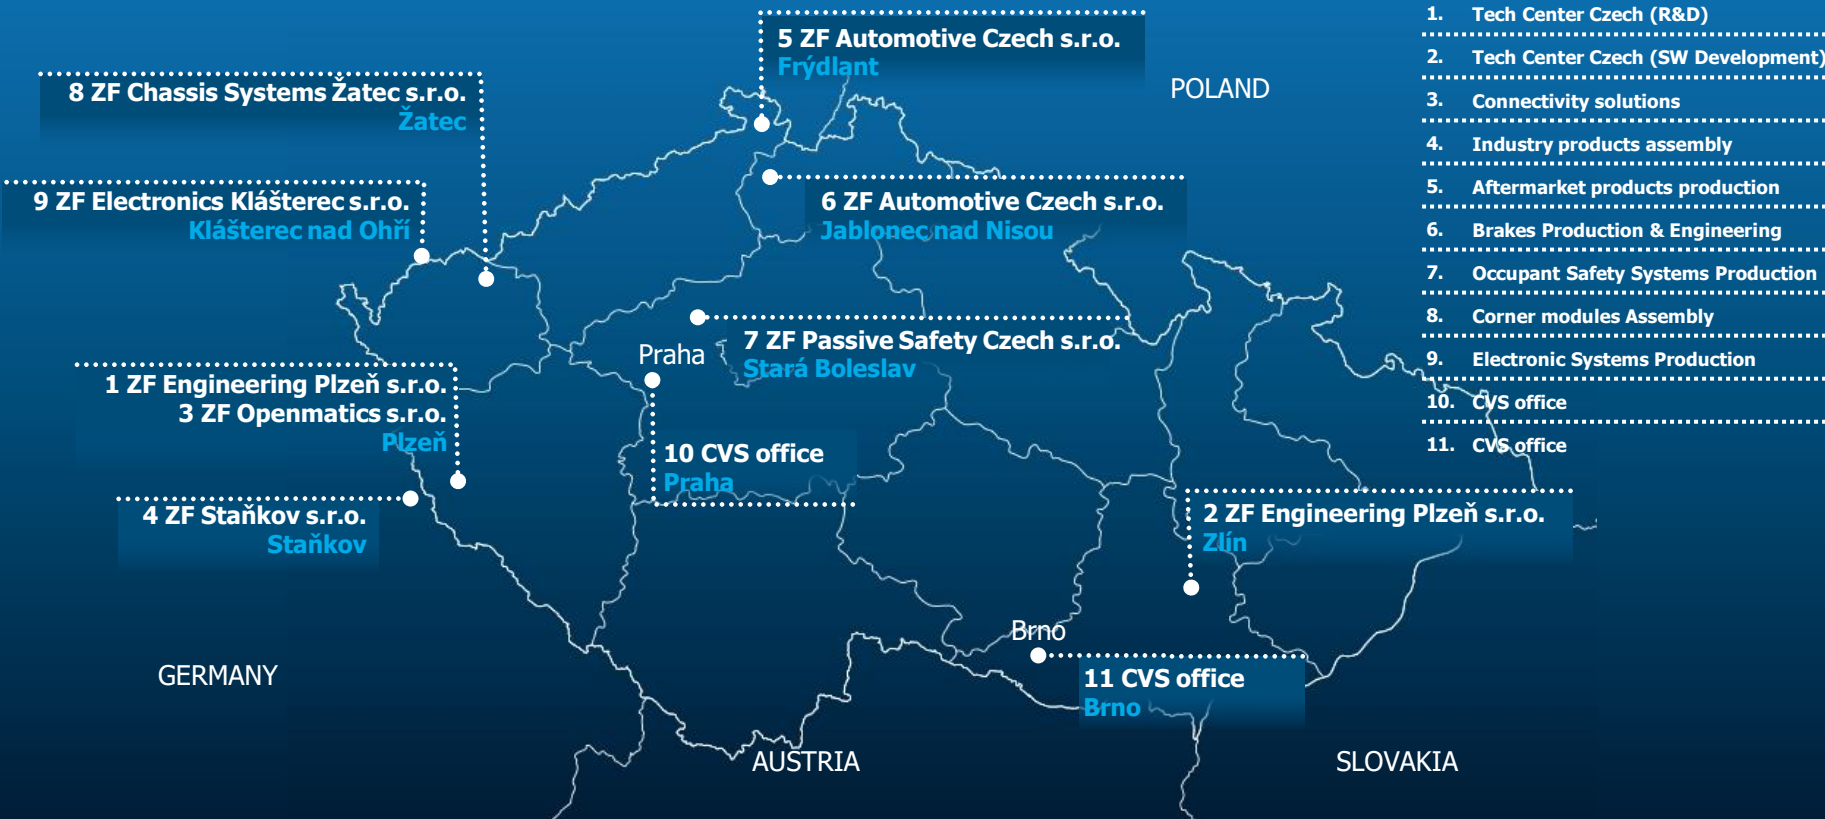 5 ZF Automotive Czech s.r.o.
Frýdlant
POLAND
8 ZF Chassis Systems Žatec s.r.o.
Žatec
9 ZF Electronics Klášterec s.r.o.
Klášterec nad Ohří
6 ZF Automotive Czech s.r.o.
Jablonec nad Nisou
7 ZF Passive Safety Czech s.r.o.
Stará Boleslav
Praha
1 ZF Engineering Plzeň s.r.o.
3 ZF Openmatics s.r.o.
Plzeň
10 CVS office
Praha
4 ZF Staňkov s.r.o.
Staňkov
2 ZF Engineering Plzeň s.r.o.
Zlín
Brno
11 CVS office
Brno
GERMANY
AUSTRIA
SLOVAKIA
1. Tech Center Czech (R&D)
2. Tech Center Czech (SW Development)
3. Connectivity solutions
4. Industry products assembly
5. Aftermarket products production
6. Brakes Production & Engineering
7. Occupant Safety Systems Production
8. Corner modules Assembly
9. Electronic Systems Production
10. CVS office
11. CVS office